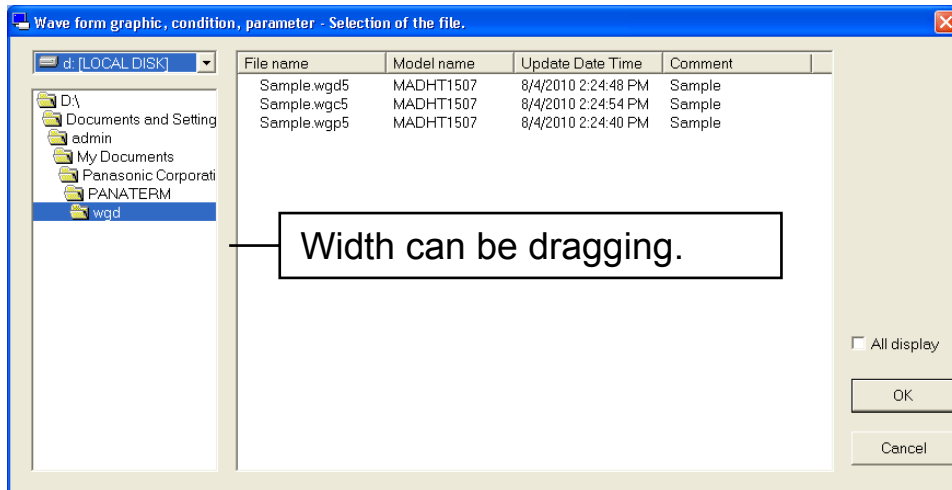 Wave form graphic, condition, parameter - Selection of the file.
d: [LOCAL DISK]
D:\
Documents and Setting
admin
My Documents
Panasonic Corporati
PANATERM
wgd
File name Model name Update Date Time Comment
Sample.wgd5 MADHT1507 8/4/2010 2:24:48 PM Sample
Sample.wgc5 MADHT1507 8/4/2010 2:24:54 PM Sample
Sample.wgp5 MADHT1507 8/4/2010 2:24:40 PM Sample
Width can be dragging.
All display
OK
Cancel